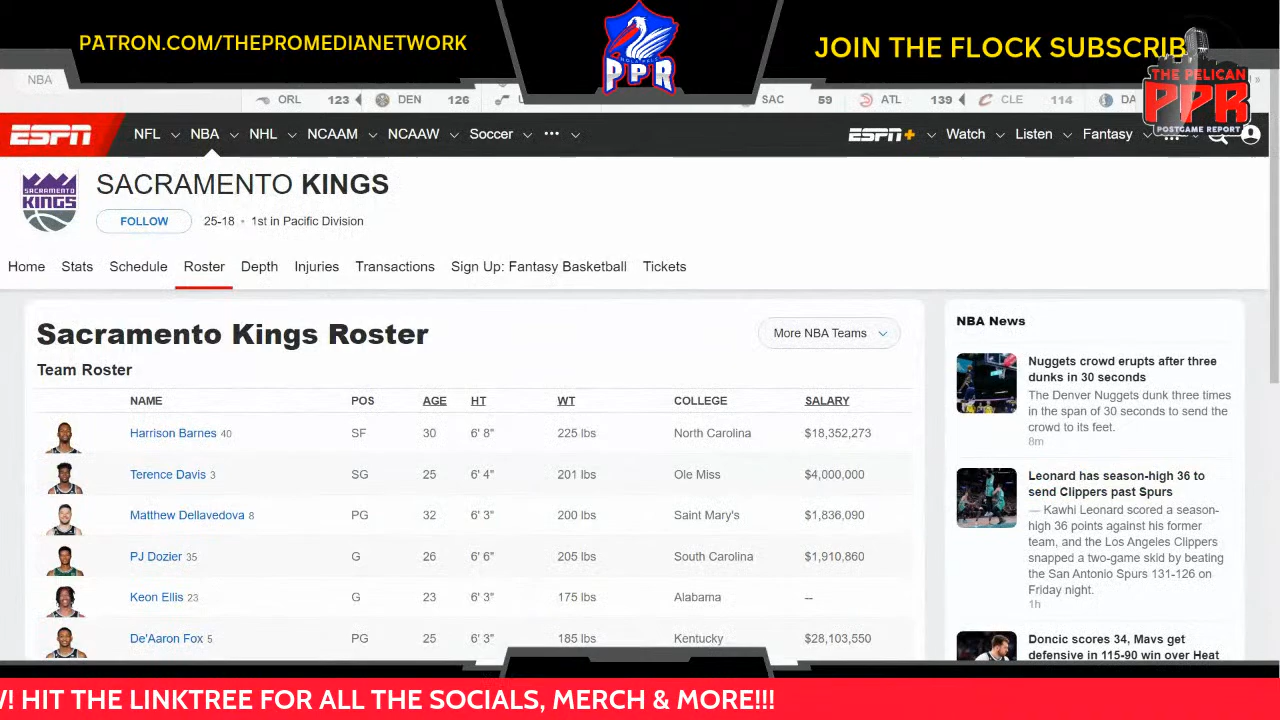 PATRON.COM/THEPROMEDIANETWORK
PPR
JOIN THE FLOCK SUBSCRIB
THE PELICAN
PPR
POSTGAME REPORT
NBA
ORL 123 DEN 126 SAC 59 ATL 139 CLE 114 DA
ESPN NFL NBA NHL NCAAM NCAAW Soccer ••• ESPN+ Watch Listen Fantasy •••
SACRAMENTO KINGS
SACRAMENTO KINGS
FOLLOW 25-18 • 1st in Pacific Division
Home Stats Schedule Roster Depth Injuries Transactions Sign Up: Fantasy Basketball Tickets
Sacramento Kings Roster
More NBA Teams
Team Roster
NAME POS AGE HT WT COLLEGE SALARY
Harrison Barnes 40 SF 30 6' 8" 225 lbs North Carolina $18,352,273
Terence Davis 3 SG 25 6' 4" 201 lbs Ole Miss $4,000,000
Matthew Dellavedova 8 PG 32 6' 3" 200 lbs Saint Mary's $1,836,090
PJ Dozier 35 G 26 6' 6" 205 lbs South Carolina $1,910,860
Keon Ellis 23 G 23 6' 3" 175 lbs Alabama --
De'Aaron Fox 5 PG 25 6' 3" 185 lbs Kentucky $28,103,550
NBA News
Nuggets crowd erupts after three
dunks in 30 seconds
The Denver Nuggets dunk three times
in the span of 30 seconds to send the
crowd to its feet.
8m
Leonard has season-high 36 to
send Clippers past Spurs
— Kawhi Leonard scored a season-
high 36 points against his former
team, and the Los Angeles Clippers
snapped a two-game skid by beating
the San Antonio Spurs 131-126 on
Friday night.
1h
Doncic scores 34, Mavs get
defensive in 115-90 win over Heat
! HIT THE LINKTREE FOR ALL THE SOCIALS, MERCH & MORE!!!